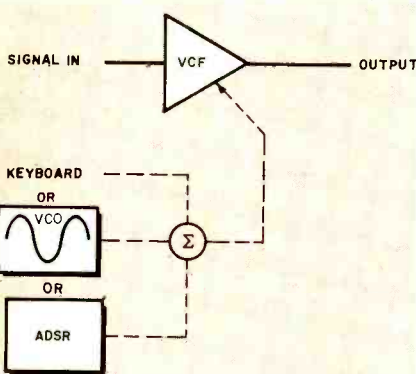 SIGNAL IN
VCF
OUTPUT
KEYBOARD
OR
VCO
Σ
OR
ADSR